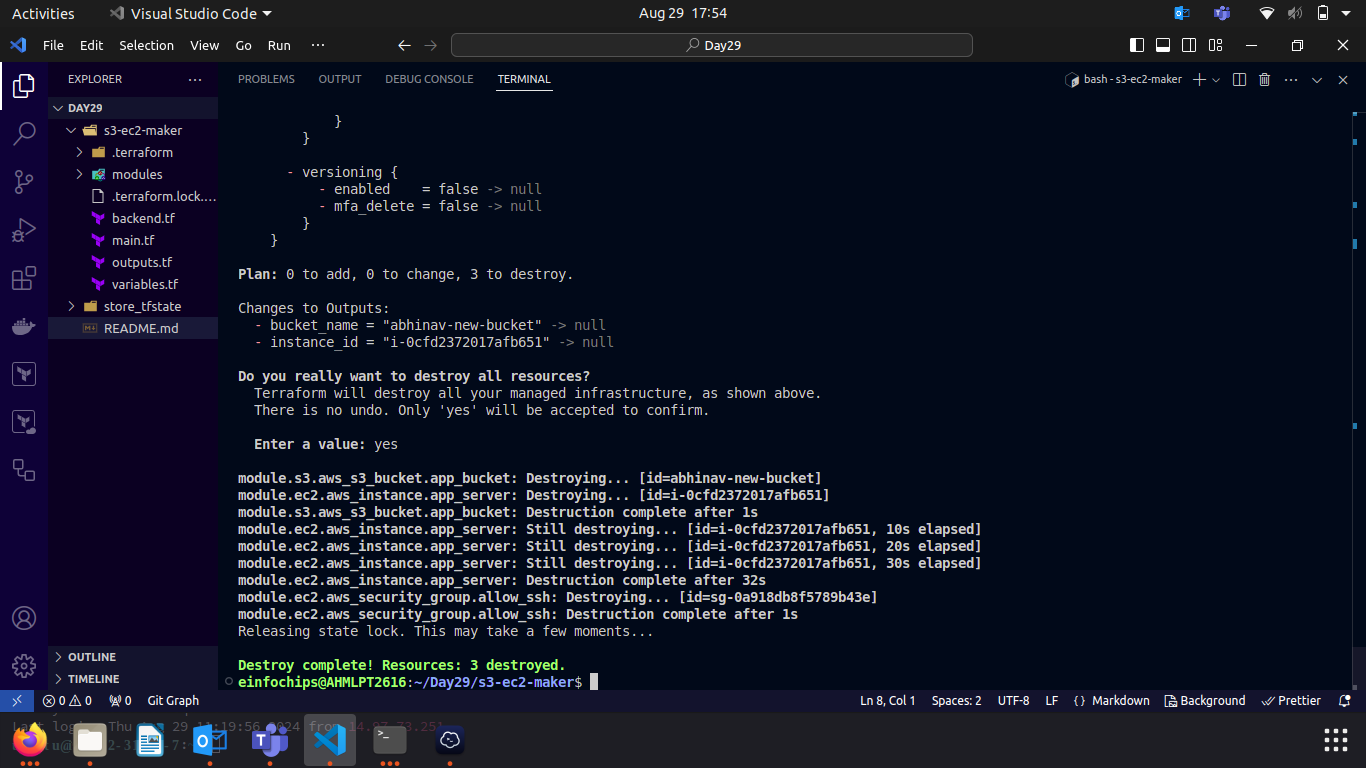 Activities Visual Studio Code Aug 29 17:54
File Edit Selection View Go Run ··· Day29
EXPLORER ···
PROBLEMS OUTPUT DEBUG CONSOLE TERMINAL bash - s3-ec2-maker
DAY29
s3-ec2-maker
.terraform
modules
.terraform.lock....
backend.tf
main.tf
outputs.tf
variables.tf
store_tfstate
README.md
OUTLINE
TIMELINE
}
}
- versioning {
- enabled = false -> null
- mfa_delete = false -> null
}
}
Plan: 0 to add, 0 to change, 3 to destroy.
Changes to Outputs:
- bucket_name = "abhinav-new-bucket" -> null
- instance_id = "i-0cfd2372017afb651" -> null
Do you really want to destroy all resources?
Terraform will destroy all your managed infrastructure, as shown above.
There is no undo. Only 'yes' will be accepted to confirm.
Enter a value: yes
module.s3.aws_s3_bucket.app_bucket: Destroying... [id=abhinav-new-bucket]
module.ec2.aws_instance.app_server: Destroying... [id=i-0cfd2372017afb651]
module.s3.aws_s3_bucket.app_bucket: Destruction complete after 1s
module.ec2.aws_instance.app_server: Still destroying... [id=i-0cfd2372017afb651, 10s elapsed]
module.ec2.aws_instance.app_server: Still destroying... [id=i-0cfd2372017afb651, 20s elapsed]
module.ec2.aws_instance.app_server: Still destroying... [id=i-0cfd2372017afb651, 30s elapsed]
module.ec2.aws_instance.app_server: Destruction complete after 32s
module.ec2.aws_security_group.allow_ssh: Destroying... [id=sg-0a918db8f5789b43e]
module.ec2.aws_security_group.allow_ssh: Destruction complete after 1s
Releasing state lock. This may take a few moments...
Destroy complete! Resources: 3 destroyed.
einfochips@AHMLPT2616:~/Day29/s3-ec2-maker$
0 0 0 Git Graph Ln 8, Col 1 Spaces: 2 UTF-8 LF {} Markdown Background Prettier
29 11:19:56 2024 from